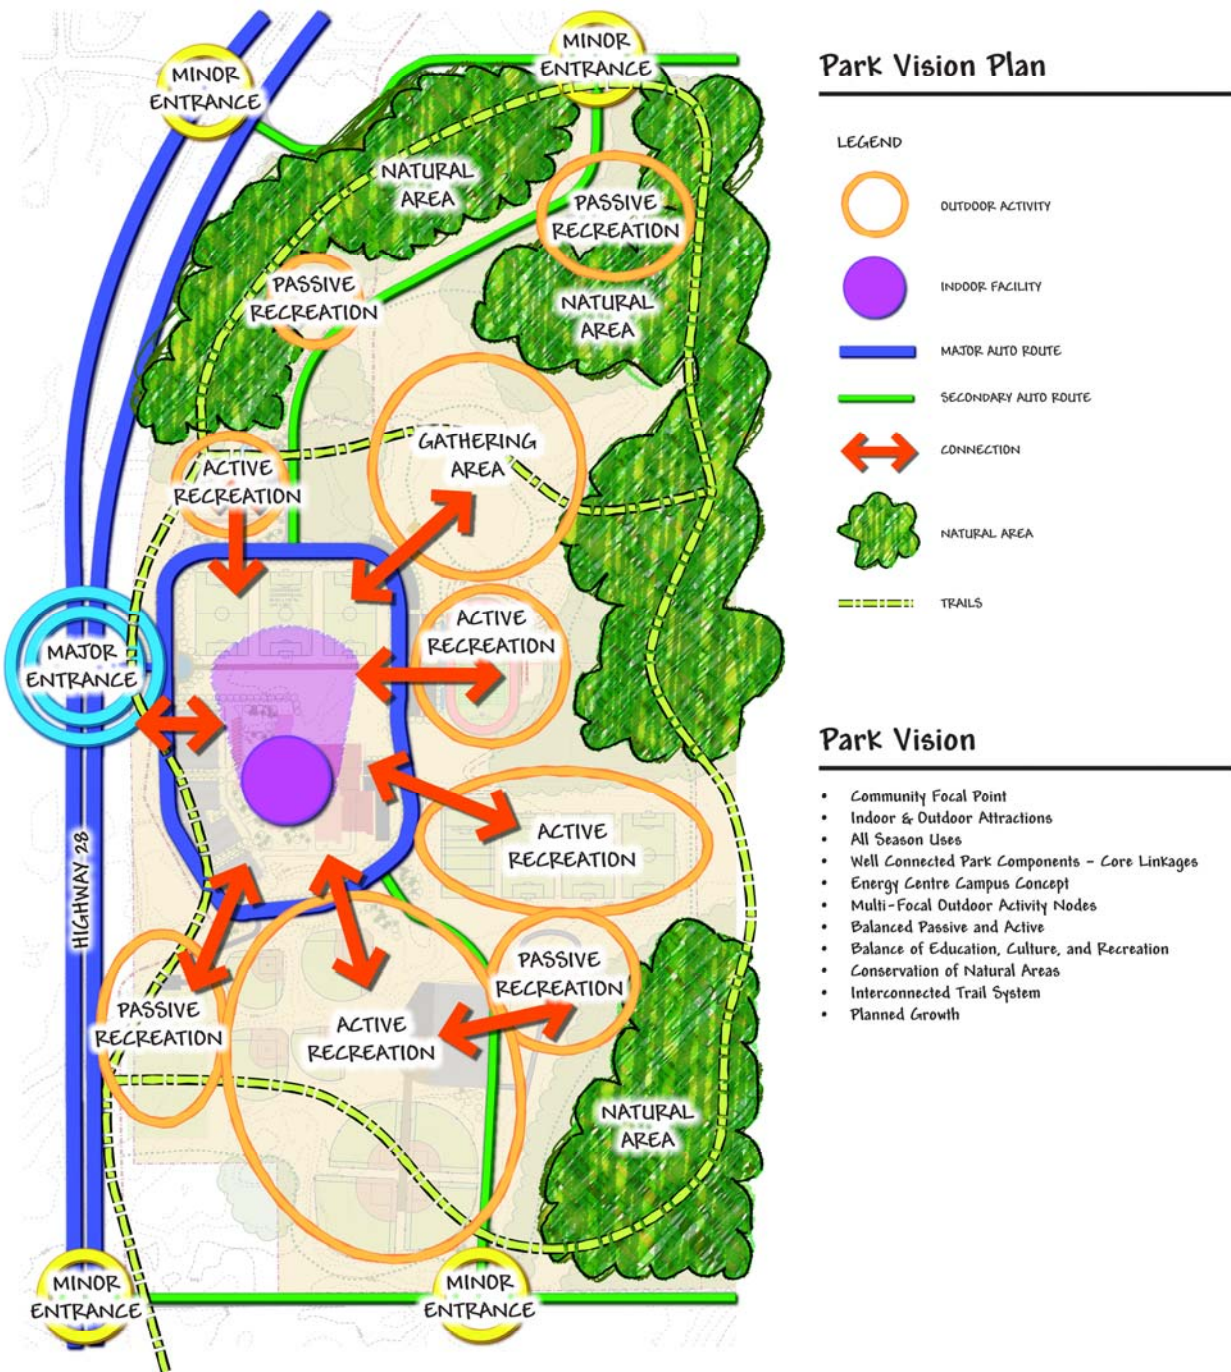 MINOR
ENTRANCE
MINOR
ENTRANCE
NATURAL
AREA
PASSIVE
RECREATION
PASSIVE
RECREATION
NATURAL
AREA
GATHERING
AREA
ACTIVE
RECREATION
ACTIVE
RECREATION
MAJOR
ENTRANCE
ACTIVE
RECREATION
HIGHWAY 28
PASSIVE
RECREATION
PASSIVE
RECREATION
ACTIVE
RECREATION
NATURAL
AREA
MINOR
ENTRANCE
MINOR
ENTRANCE
Park Vision Plan
LEGEND
OUTDOOR ACTIVITY
INDOOR FACILITY
MAJOR AUTO ROUTE
SECONDARY AUTO ROUTE
CONNECTION
NATURAL AREA
TRAILS
Park Vision
• Community Focal Point
• Indoor & Outdoor Attractions
• All Season Uses
• Well Connected Park Components - Core Linkages
• Energy Centre Campus Concept
• Multi-Focal Outdoor Activity Nodes
• Balanced Passive and Active
• Balance of Education, Culture, and Recreation
• Conservation of Natural Areas
• Interconnected Trail System
• Planned Growth